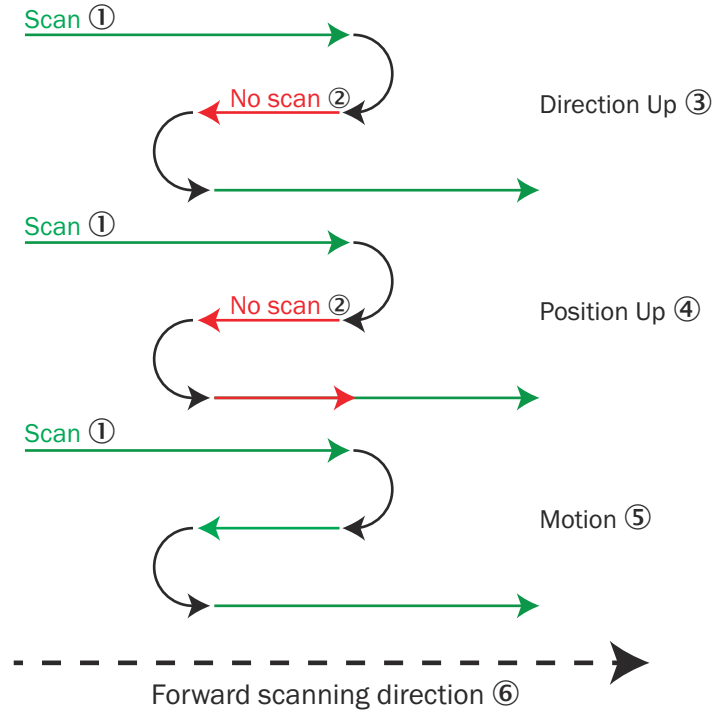 Scan ①
No scan ②
Direction Up ③
Scan ①
No scan ②
Position Up ④
Scan ①
Motion ⑤
Forward scanning direction ⑥